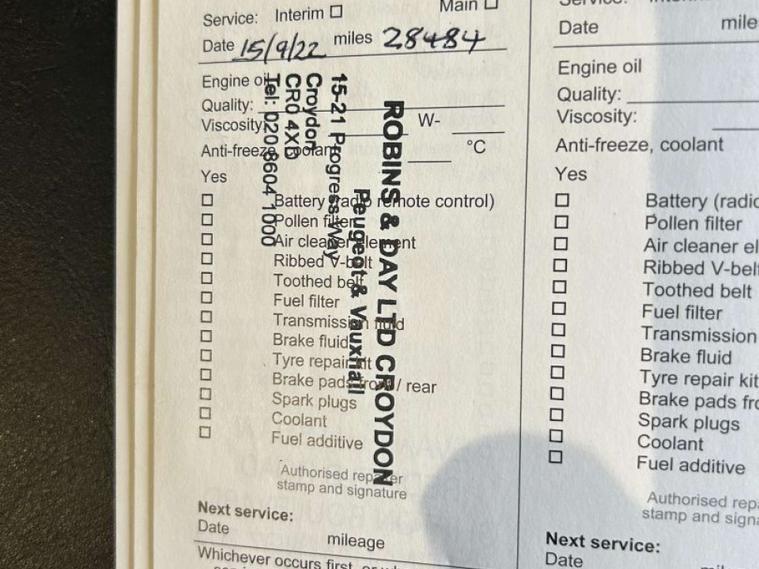 Service: Interim ☐ Main ☐
Date 15/9/22 miles 28484
Engine oil
Quality:
Viscosity: W-
Anti-freeze, coolant °C
Yes
☐ Battery (radio remote control)
☐ Pollen filter
☐ Air cleaner element
☐ Ribbed V-belt
☐ Toothed belt
☐ Fuel filter
☐ Transmission fluid
☐ Brake fluid
☐ Tyre repair kit
☐ Brake pads front / rear
☐ Spark plugs
☐ Coolant
☐ Fuel additive
Authorised repairer
stamp and signature
Next service:
Date mileage
Whichever occurs first
ROBINS & DAY LTD CROYDON
Peugeot & Vauxhall
15-21 Progress Way
Croydon
CR0 4XD
Tel: 020 8604 1000
Date mile
Engine oil
Quality:
Viscosity:
Anti-freeze, coolant
Yes
☐ Battery (radio
☐ Pollen filter
☐ Air cleaner el
☐ Ribbed V-belt
☐ Toothed belt
☐ Fuel filter
☐ Transmission
☐ Brake fluid
☐ Tyre repair kit
☐ Brake pads fro
☐ Spark plugs
☐ Coolant
☐ Fuel additive
Authorised rep
stamp and signa
Next service:
Date